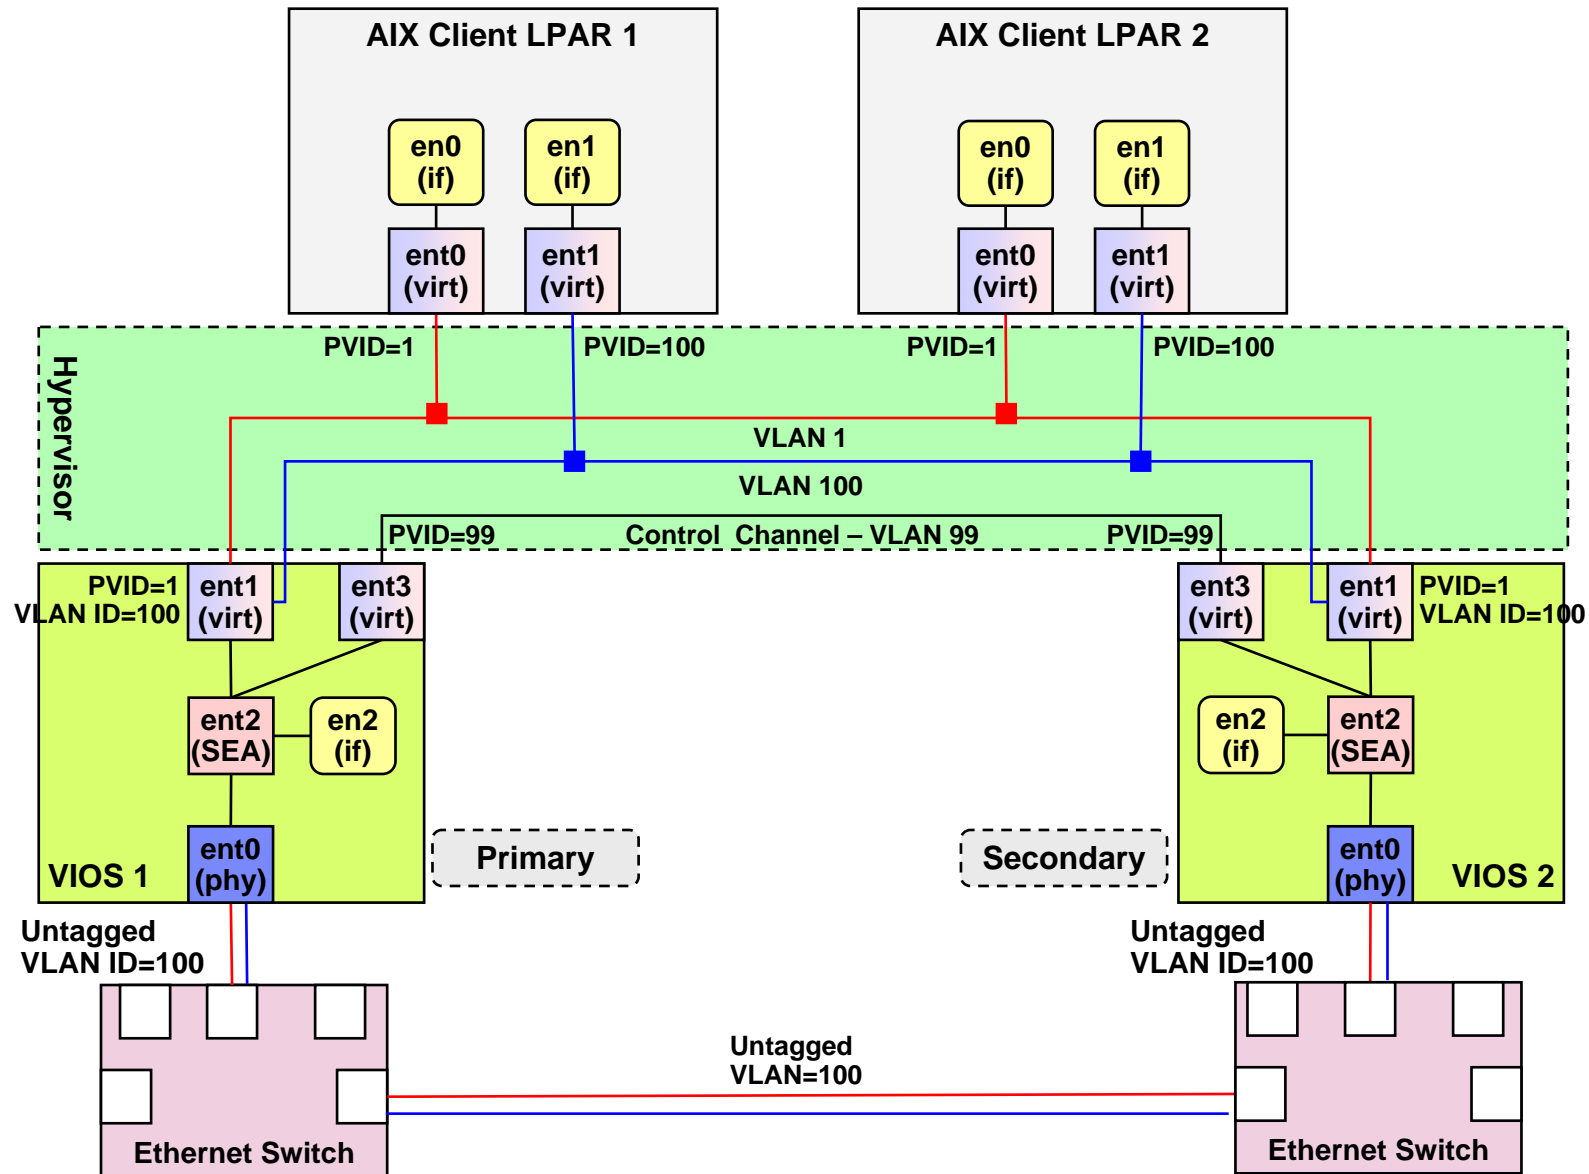 AIX Client LPAR 1
AIX Client LPAR 2
en0
(if)
en1
(if)
en0
(if)
en1
(if)
ent0
(virt)
ent1
(virt)
ent0
(virt)
ent1
(virt)
Hypervisor
PVID=1
PVID=100
PVID=1
PVID=100
VLAN 1
VLAN 100
PVID=99
Control Channel – VLAN 99
PVID=99
PVID=1
VLAN ID=100
ent1
(virt)
ent3
(virt)
ent3
(virt)
ent1
(virt)
PVID=1
VLAN ID=100
ent2
(SEA)
en2
(if)
en2
(if)
ent2
(SEA)
VIOS 1
ent0
(phy)
Primary
Secondary
ent0
(phy)
VIOS 2
Untagged
VLAN ID=100
Untagged
VLAN ID=100
Untagged
VLAN=100
Ethernet Switch
Ethernet Switch